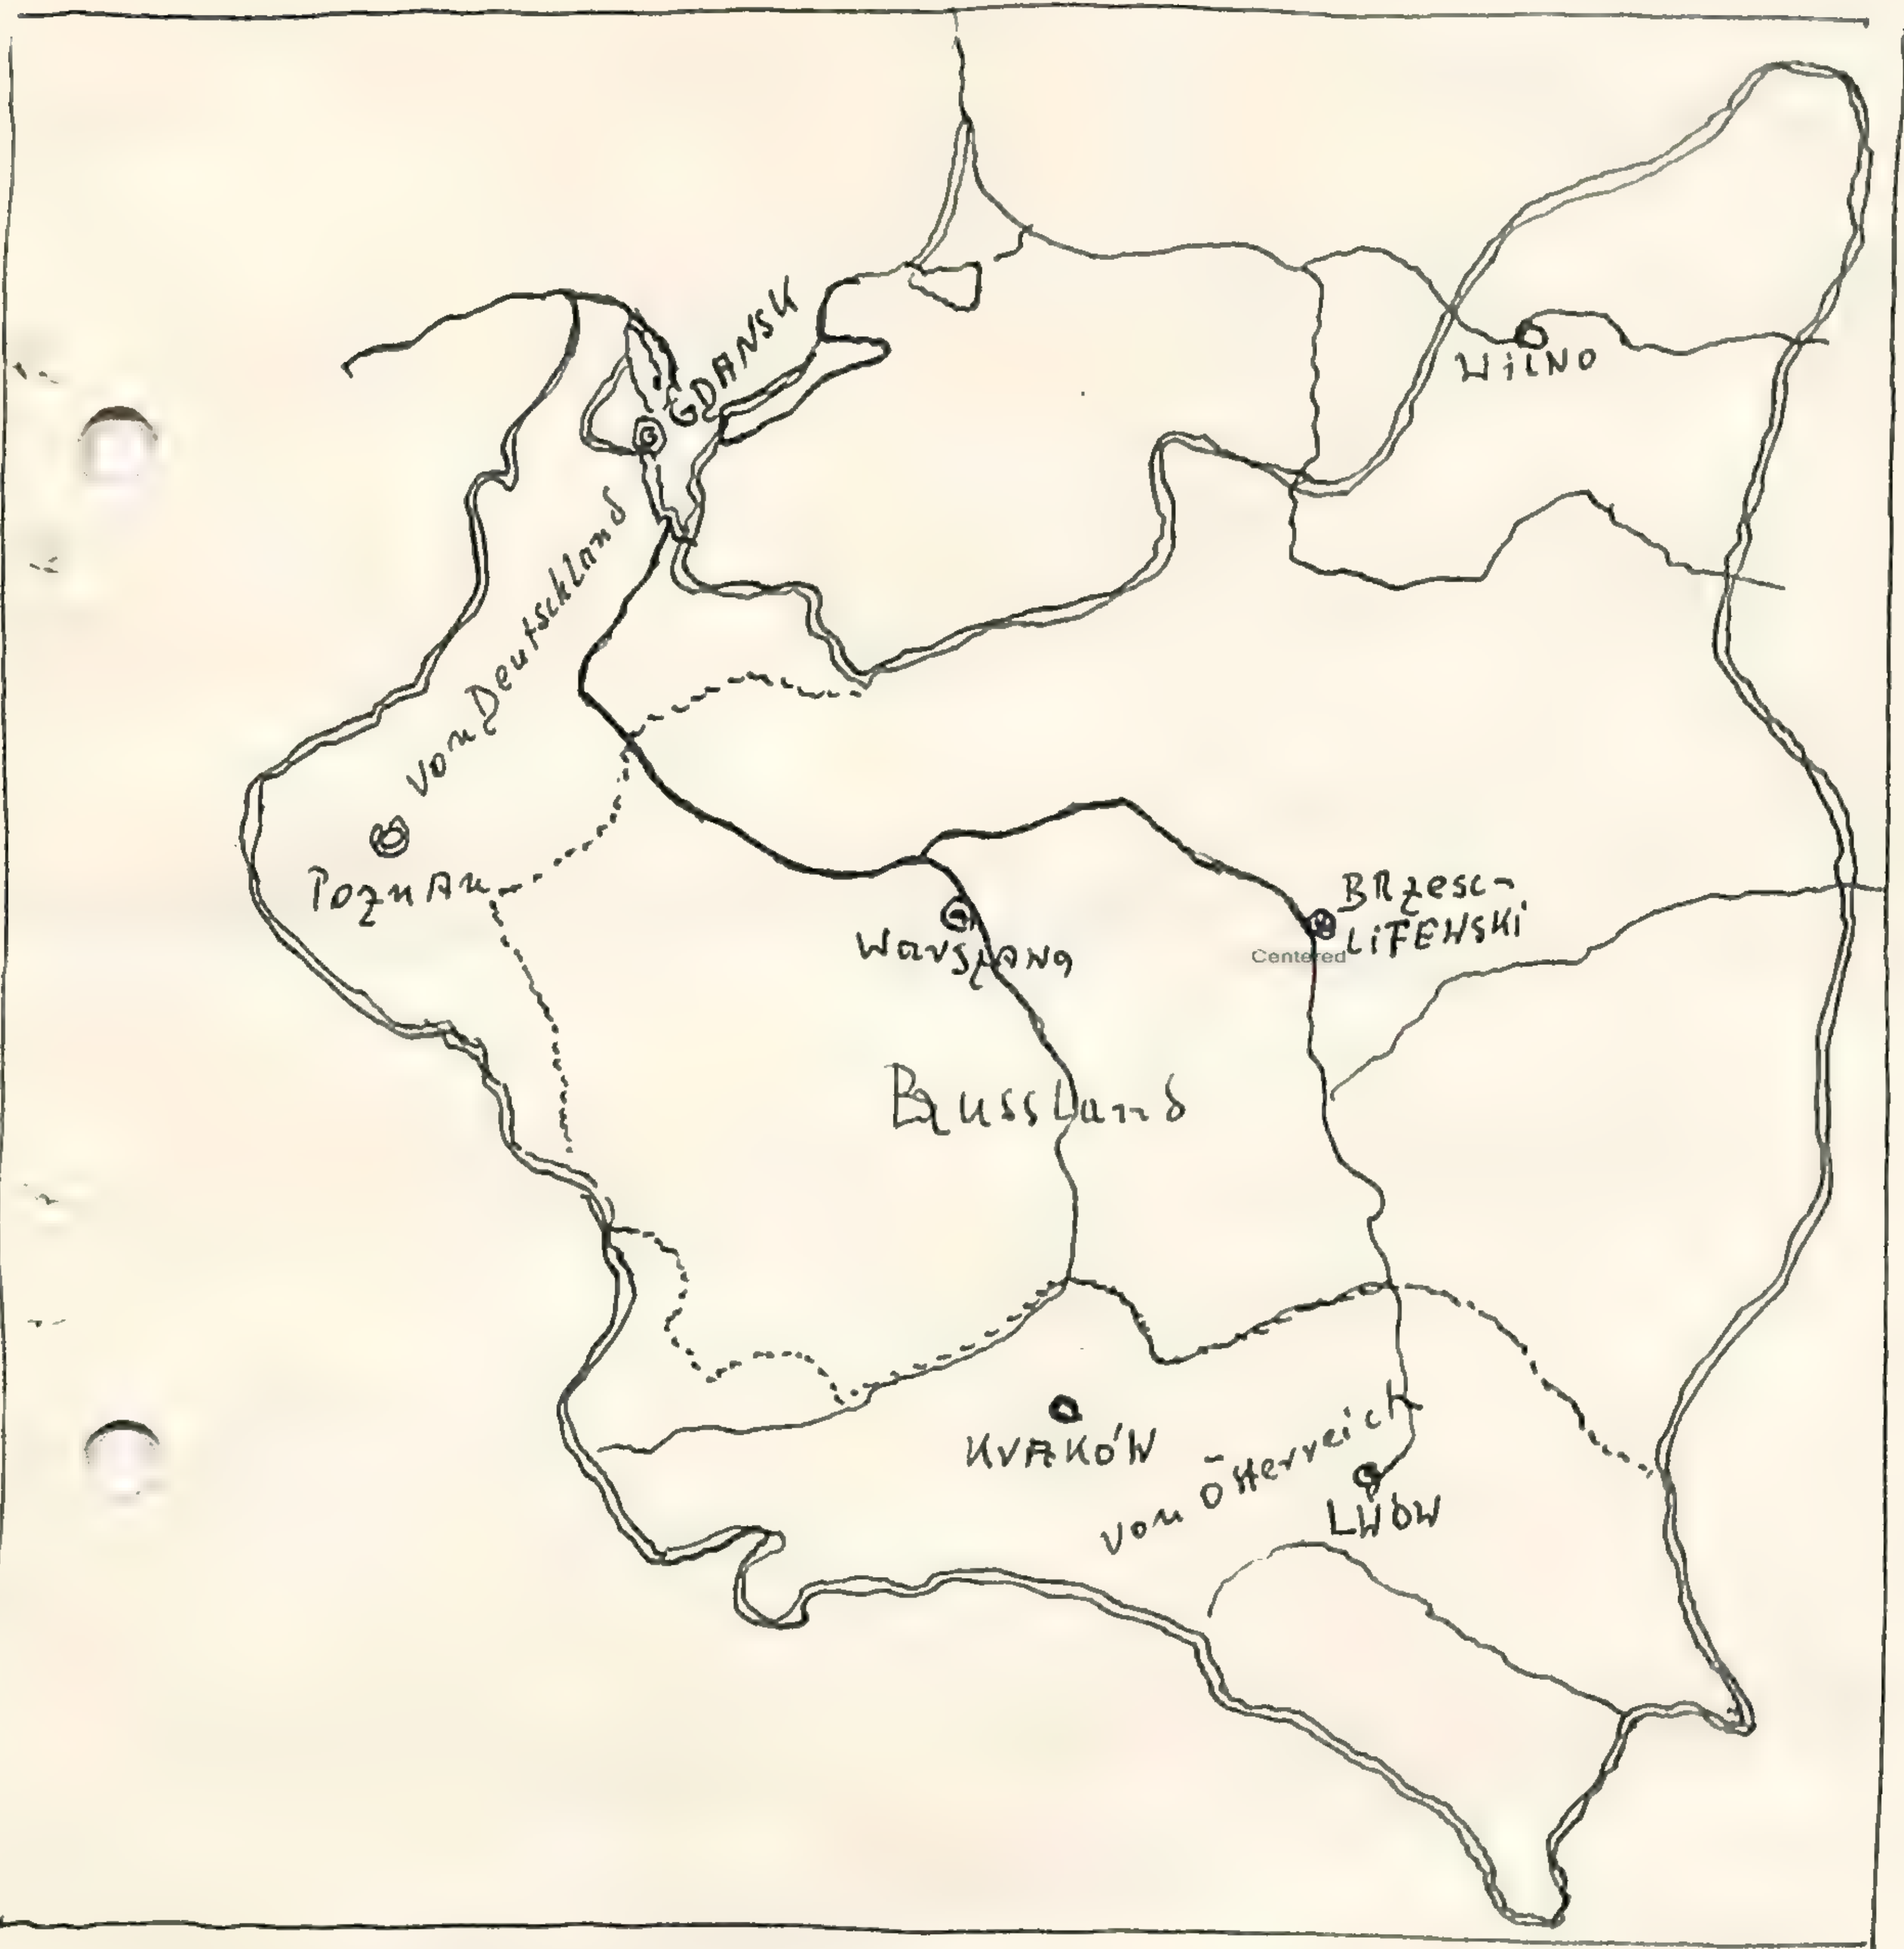 GDANSK
WILNO
von Deutschland
POZNAN
BRzesc-
LITEWSKI
Centered
WarszAWA
Russland
KrAKÓW
von Österreich
LWÓW